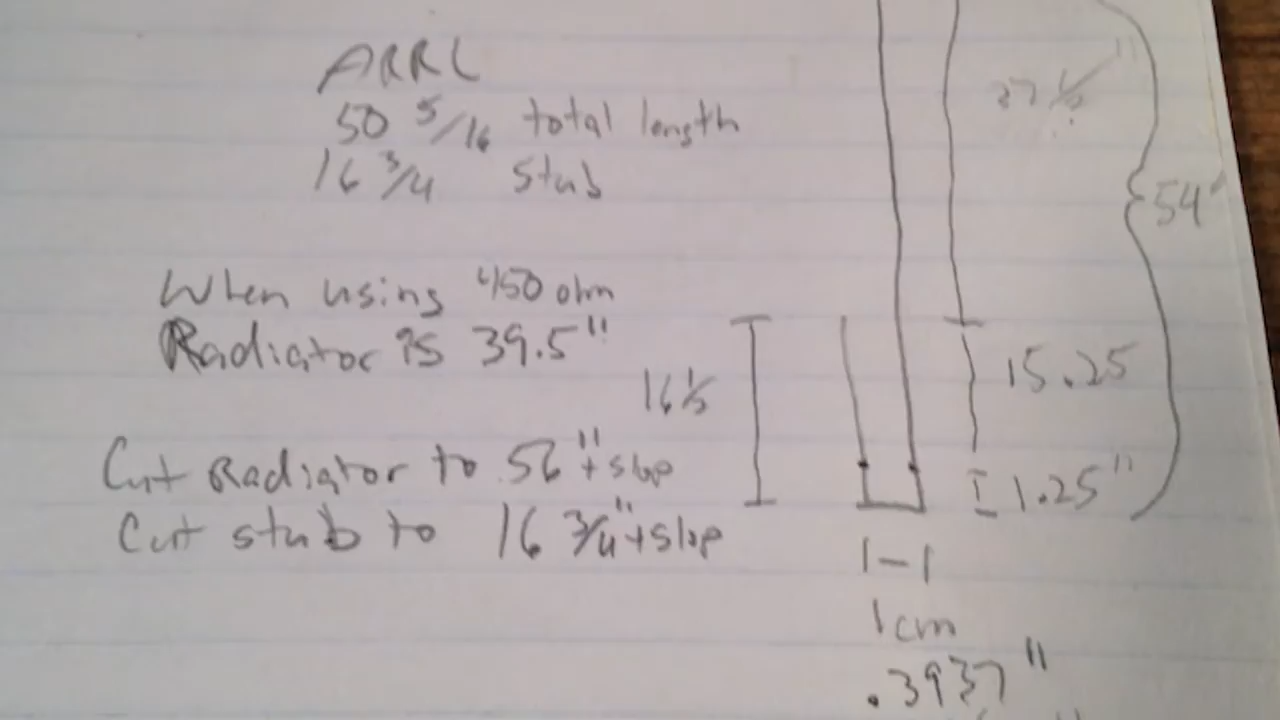 ARRL
50 5/16 total length
16 3/4 stub
When using 450 ohm
Radiator is 39.5"
Cut Radiator to 56" + slop
Cut stub to 16 3/4" + slop
54"
15.25
1.25"
1-1
1cm
.3937"